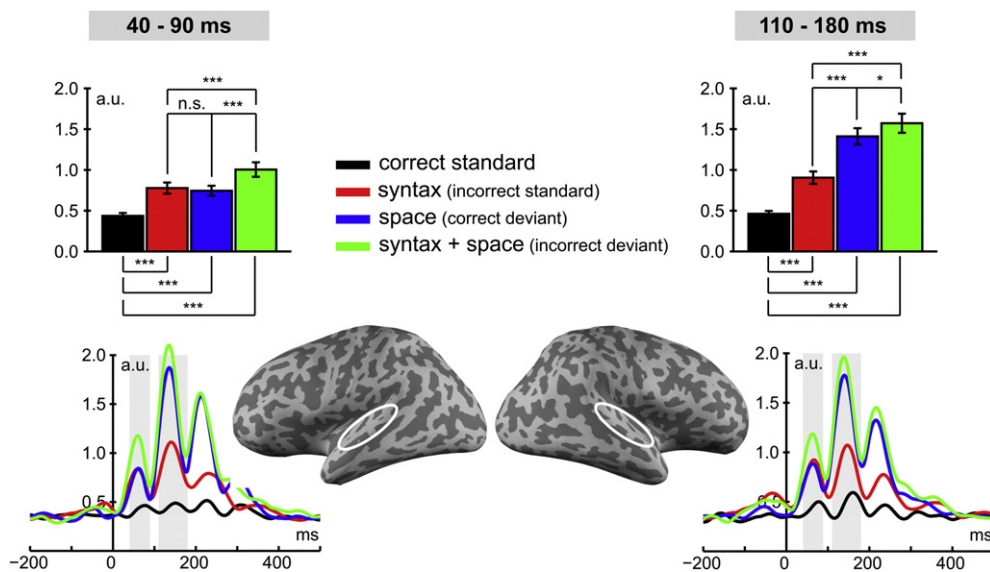 40 - 90 ms
110 - 180 ms
***
n.s. ***
2.0
a.u.
1.5
1.0
0.5
0.0
***
***
***
correct standard
syntax (incorrect standard)
space (correct deviant)
syntax + space (incorrect deviant)
***
*** *
2.0
a.u.
1.5
1.0
0.5
0.0
***
***
***
2.0
a.u.
1.5
1.0
0.5
ms
−200 0 200 400
2.0
a.u.
1.5
1.0
0.5
ms
−200 0 200 400